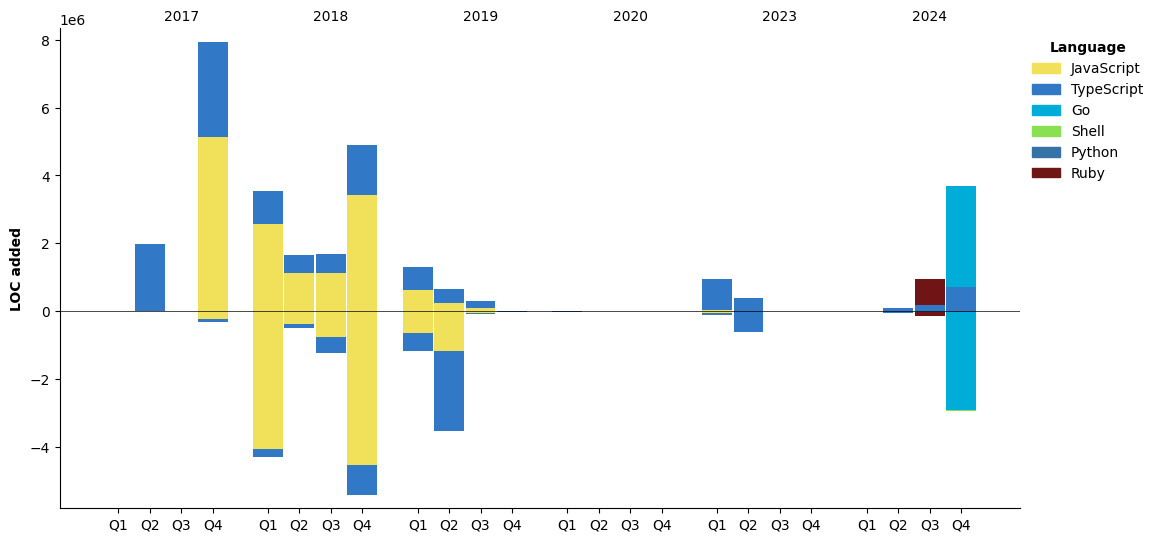 1e6
2017 2018 2019 2020 2023 2024
8
6
4
2
0
−2
−4
LOC added
Q1 Q2 Q3 Q4 Q1 Q2 Q3 Q4 Q1 Q2 Q3 Q4 Q1 Q2 Q3 Q4 Q1 Q2 Q3 Q4 Q1 Q2 Q3 Q4
Language
JavaScript
TypeScript
Go
Shell
Python
Ruby